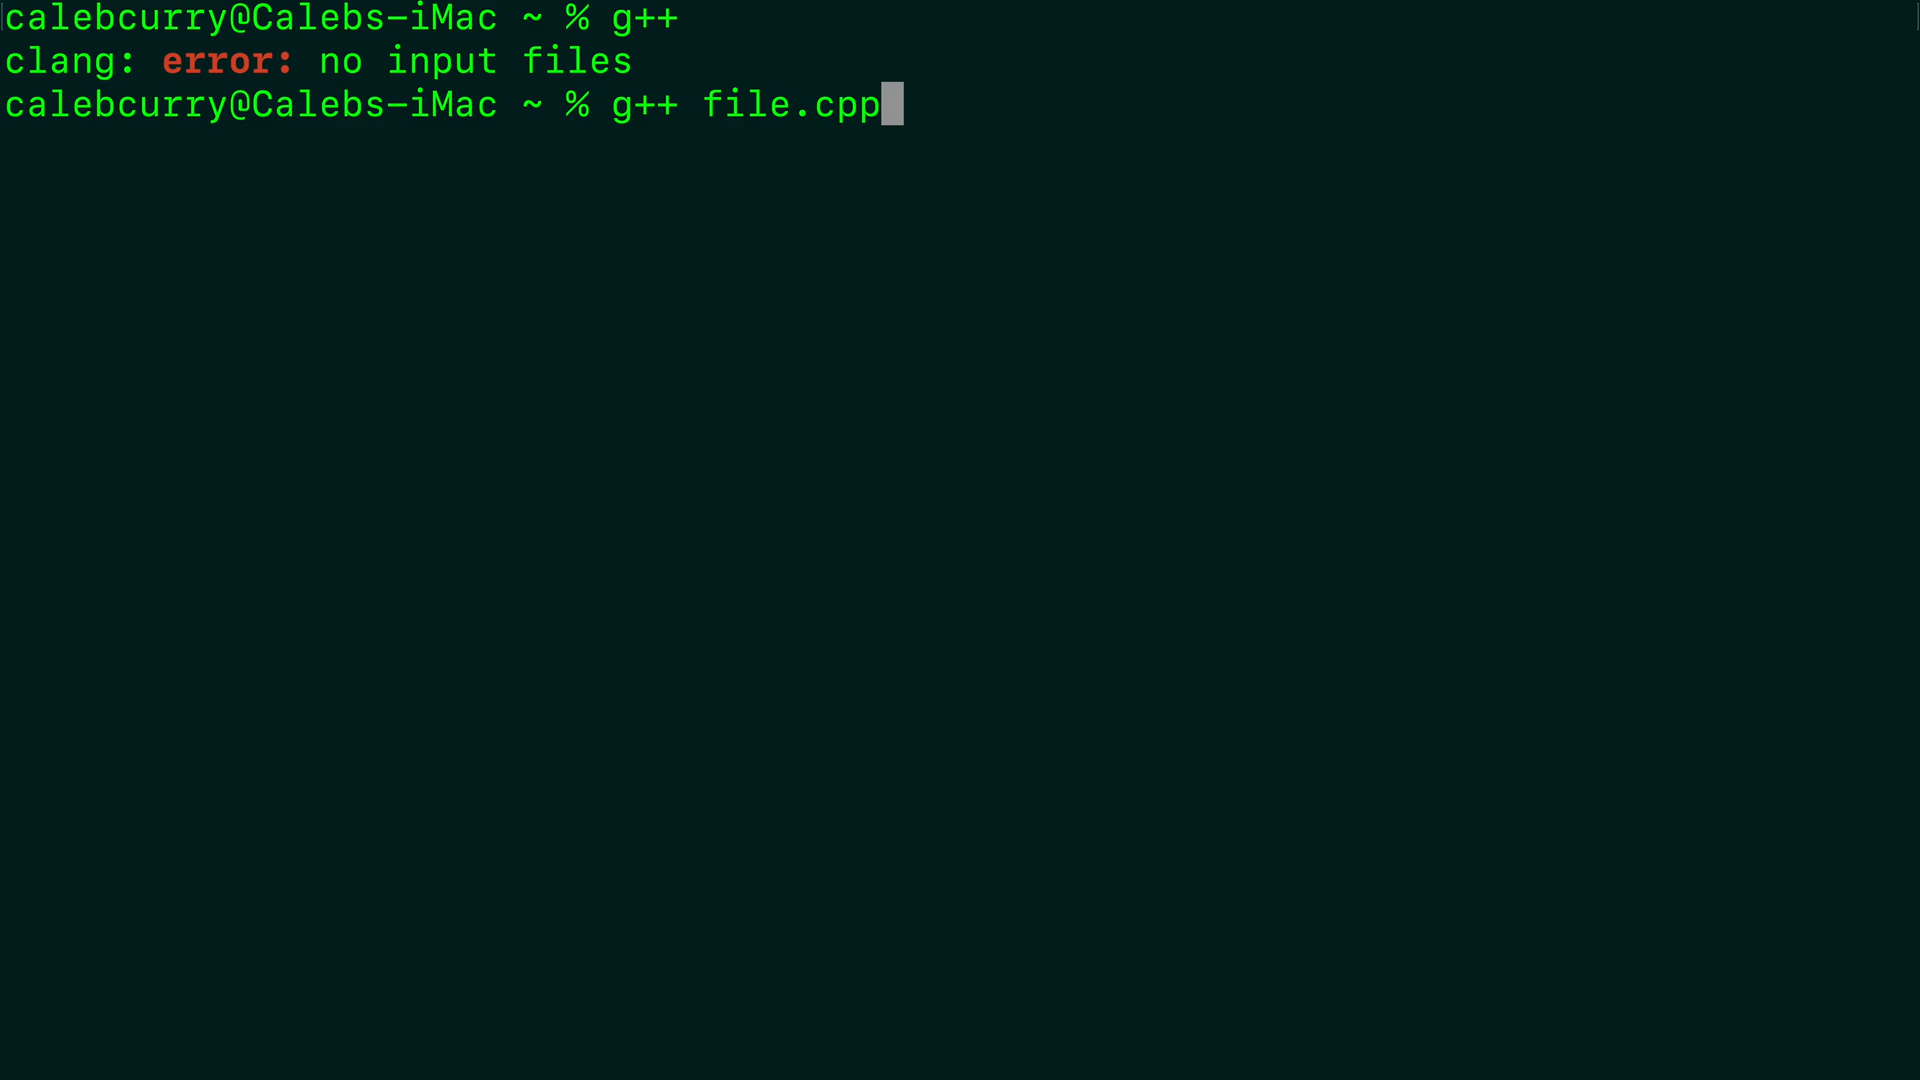 calebcurry@Calebs-iMac ~ % g++
clang: error: no input files
calebcurry@Calebs-iMac ~ % g++ file.cpp